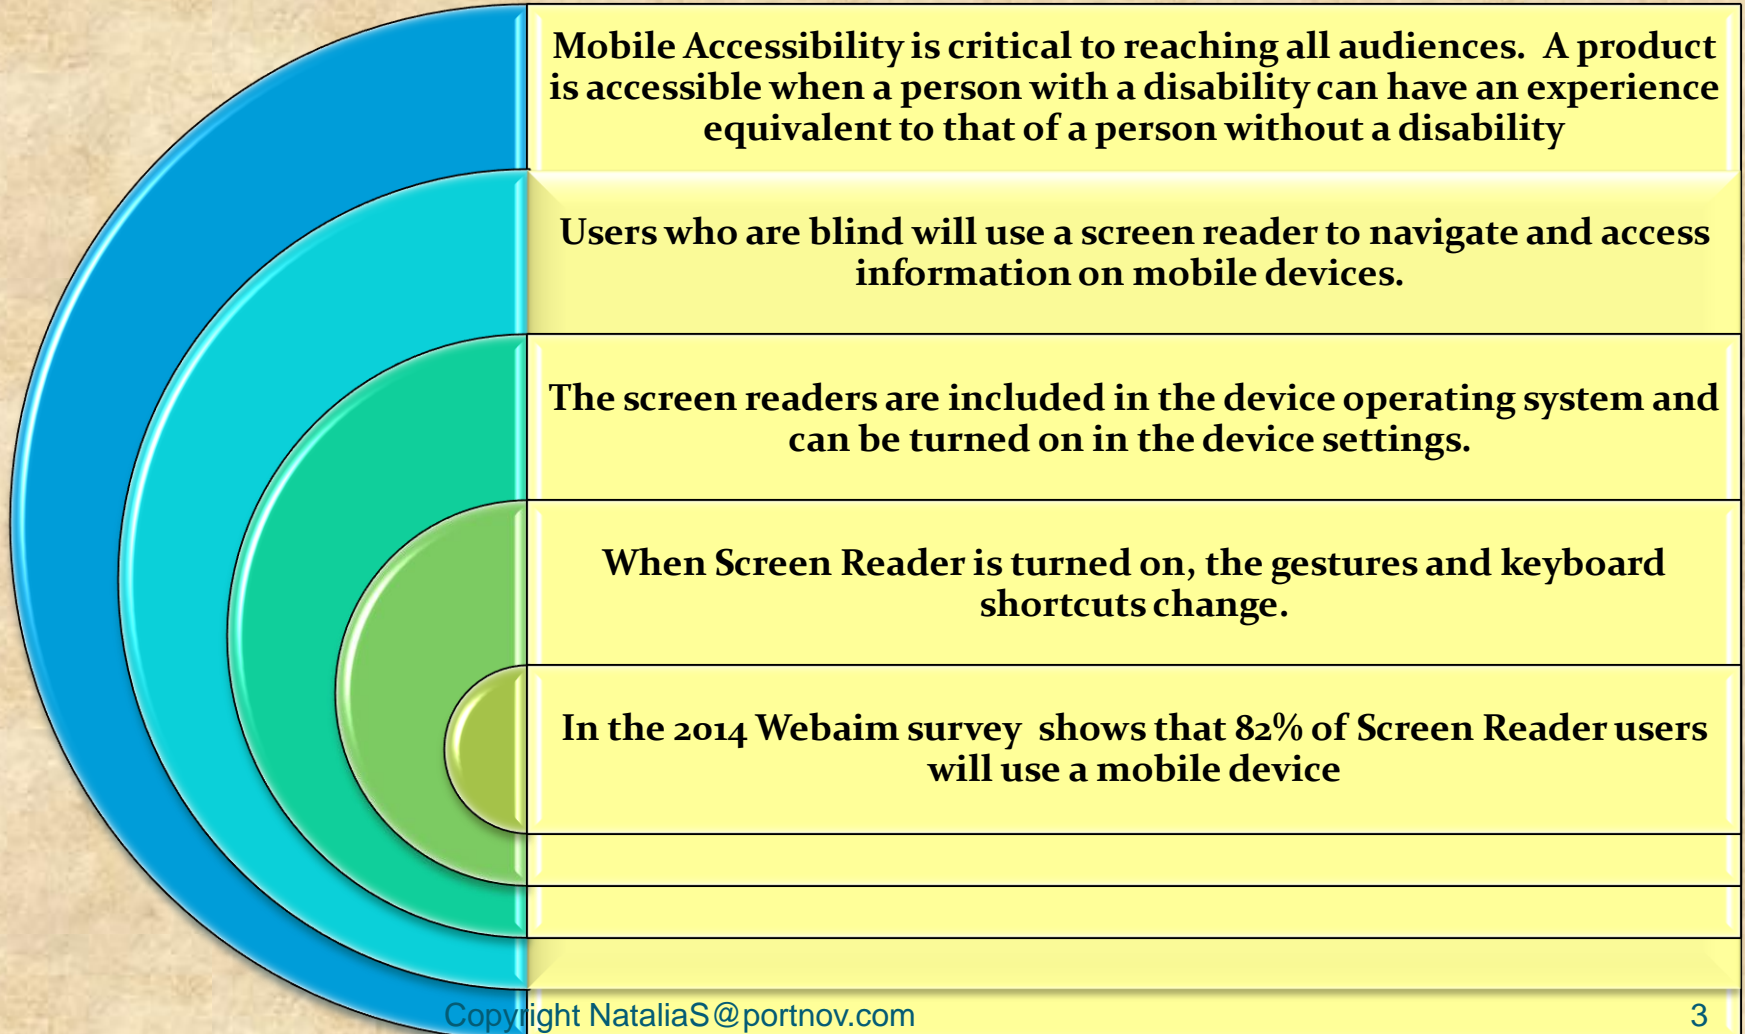 Mobile Accessibility is critical to reaching all audiences.  A product
is accessible when a person with a disability can have an experience
equivalent to that of a person without a disability
Users who are blind will use a screen reader to navigate and access
information on mobile devices.
The screen readers are included in the device operating system and
can be turned on in the device settings.
When Screen Reader is turned on, the gestures and keyboard
shortcuts change.
In the 2014 Webaim survey  shows that 82% of Screen Reader users
will use a mobile device
Copyright NataliaS@portnov.com
3